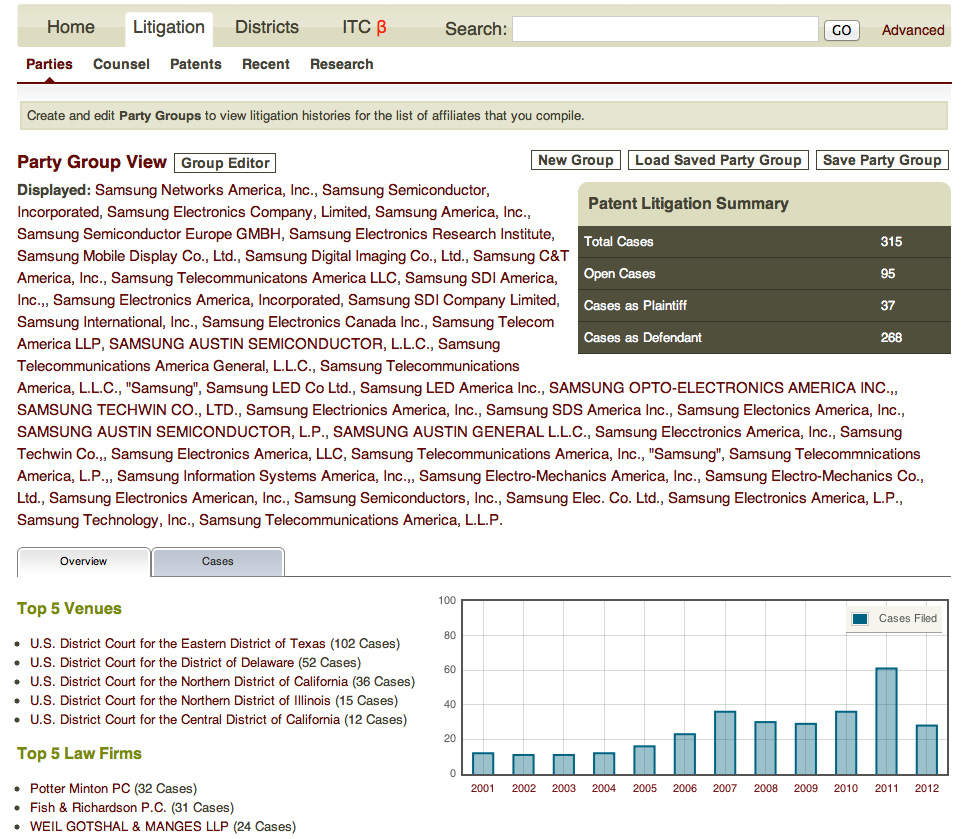 Home Litigation Districts ITC β Search: GO Advanced
Parties Counsel Patents Recent Research
Create and edit Party Groups to view litigation histories for the list of affiliates that you compile.
Party Group View Group Editor New Group Load Saved Party Group Save Party Group
Displayed: Samsung Networks America, Inc., Samsung Semiconductor,
Incorporated, Samsung Electronics Company, Limited, Samsung America, Inc.,
Samsung Semiconductor Europe GMBH, Samsung Electronics Research Institute,
Samsung Mobile Display Co., Ltd., Samsung Digital Imaging Co., Ltd., Samsung C&T
America, Inc., Samsung Telecommunicatons America LLC, Samsung SDI America,
Inc.,, Samsung Electronics America, Incorporated, Samsung SDI Company Limited,
Samsung International, Inc., Samsung Electronics Canada Inc., Samsung Telecom
America LLP, SAMSUNG AUSTIN SEMICONDUCTOR, L.L.C., Samsung
Telecommunications America General, L.L.C., Samsung Telecommunications
America, L.L.C., "Samsung", Samsung LED Co Ltd., Samsung LED America Inc., SAMSUNG OPTO-ELECTRONICS AMERICA INC.,,
SAMSUNG TECHWIN CO., LTD., Samsung Electrionics America, Inc., Samsung SDS America Inc., Samsung Electonics America, Inc.,
SAMSUNG AUSTIN SEMICONDUCTOR, L.P., SAMSUNG AUSTIN GENERAL L.L.C., Samsung Elecctronics America, Inc., Samsung
Techwin Co.,, Samsung Electronics America, LLC, Samsung Telecommunications America, Inc., "Samsung", Samsung Telecommnications
America, L.P.,, Samsung Information Systems America, Inc.,, Samsung Electro-Mechanics America, Inc., Samsung Electro-Mechanics Co.,
Ltd., Samsung Electronics American, Inc., Samsung Semiconductors, Inc., Samsung Elec. Co. Ltd., Samsung Electronics America, L.P.,
Samsung Technology, Inc., Samsung Telecommunications America, L.L.P.
Patent Litigation Summary
Total Cases 315
Open Cases 95
Cases as Plaintiff 37
Cases as Defendant 268
Overview Cases
Top 5 Venues
U.S. District Court for the Eastern District of Texas (102 Cases)
U.S. District Court for the District of Delaware (52 Cases)
U.S. District Court for the Northern District of California (36 Cases)
U.S. District Court for the Northern District of Illinois (15 Cases)
U.S. District Court for the Central District of California (12 Cases)
Top 5 Law Firms
Potter Minton PC (32 Cases)
Fish & Richardson P.C. (31 Cases)
WEIL GOTSHAL & MANGES LLP (24 Cases)
Cases Filed
100
80
60
40
20
0
2001 2002 2003 2004 2005 2006 2007 2008 2009 2010 2011 2012